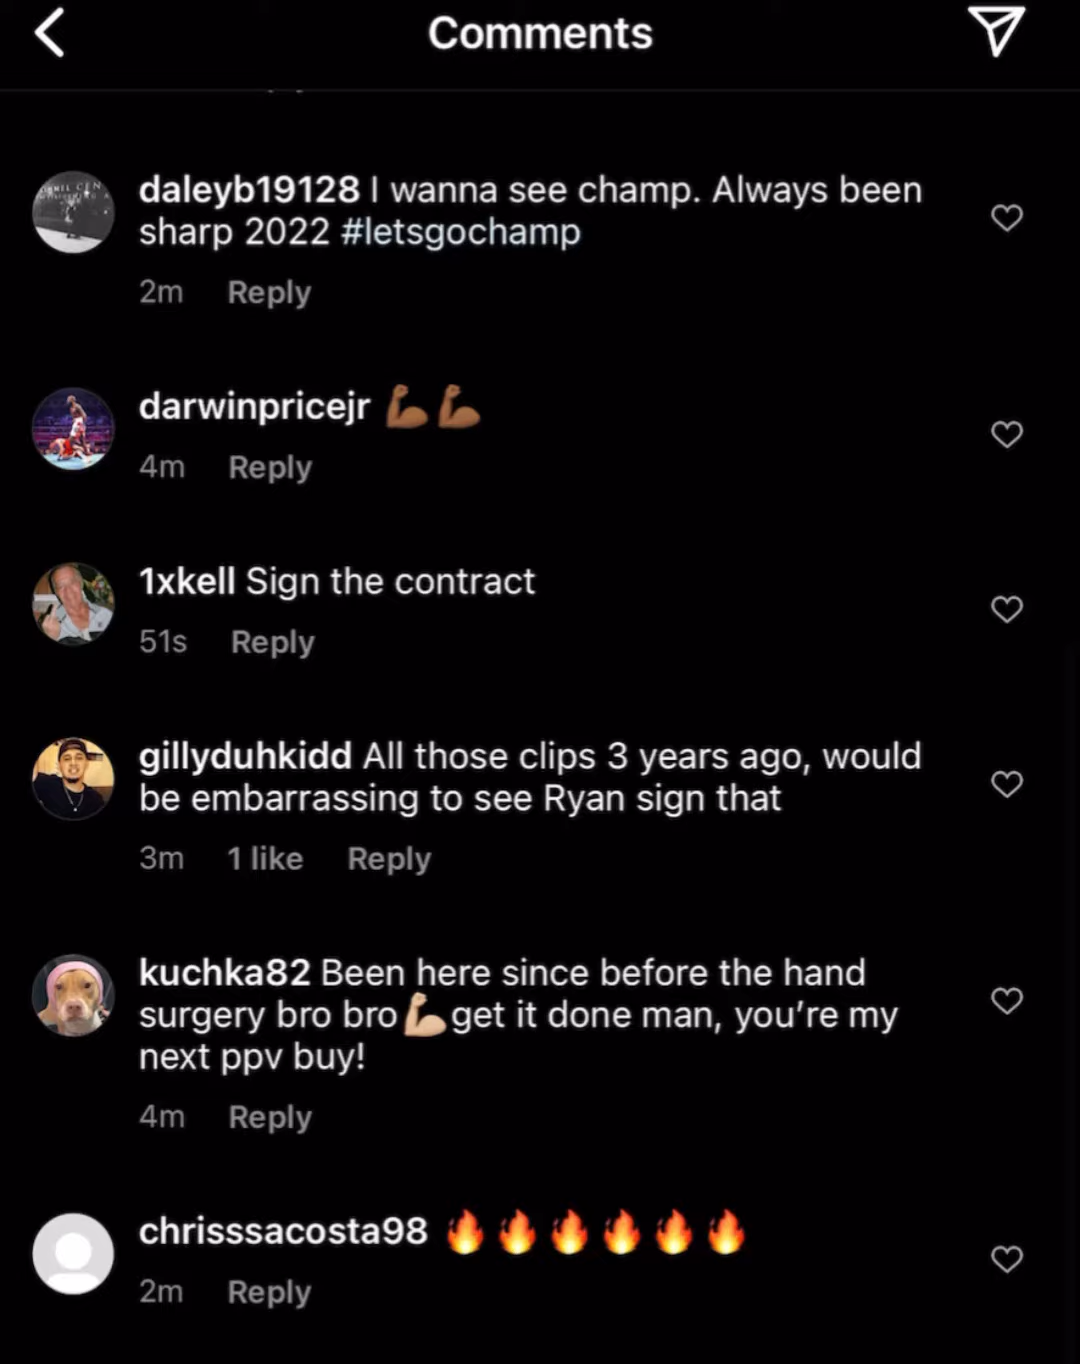 Comments
daleyb19128 I wanna see champ. Always been
sharp 2022 #letsgochamp
2m Reply
darwinpricejr 💪🏾💪🏾
4m Reply
1xkell Sign the contract
51s Reply
gillyduhkidd All those clips 3 years ago, would
be embarrassing to see Ryan sign that
3m 1 like Reply
kuchka82 Been here since before the hand
surgery bro bro💪🏼get it done man, you’re my
next ppv buy!
4m Reply
chrisssacosta98 🔥🔥🔥🔥🔥🔥
2m Reply